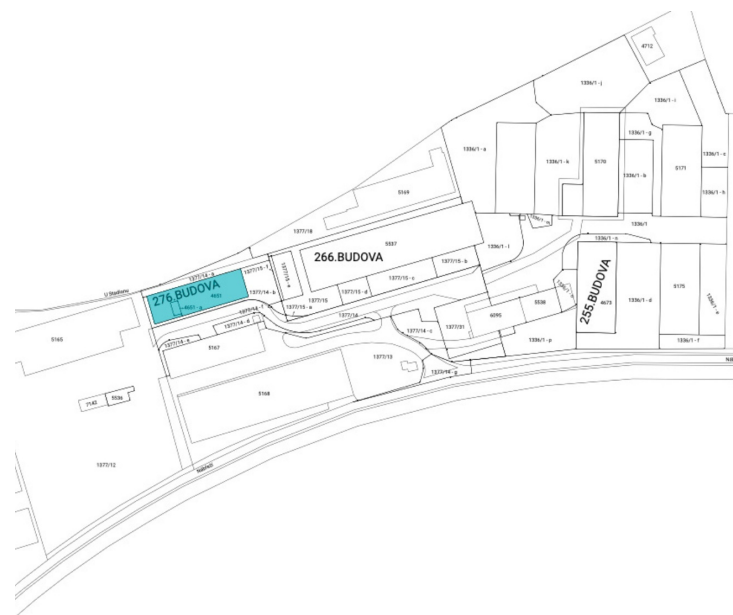 4712
1336/1 - j
1336/1 - i
1336/1 - a
1336/1 - k
5170
1336/1 - g
1336/1 - b
5171
1336/1 - h
5169
1377/18
5337
266.BUDOVA
1336/1 - l
1336/1
1336/1 - n
1377/14 - a
1377/15 - f
1377/15 - e
1377/15 - b
1377/15 - c
1377/15 - d
1377/15
1377/15 - a
1377/14 - b
276.BUDOVA
4651 - a
U Stadionu
1377/14
1377/14 - d
1377/14 - e
1377/14 - c
1377/31
6095
5538
255.BUDOVA
4673
1336/1 - d
5175
1336/1 - e
1336/1 - f
1336/1 - p
5165
5167
5168
1377/13
1377/14 - g
7143
5536
1377/12
Nábřeží